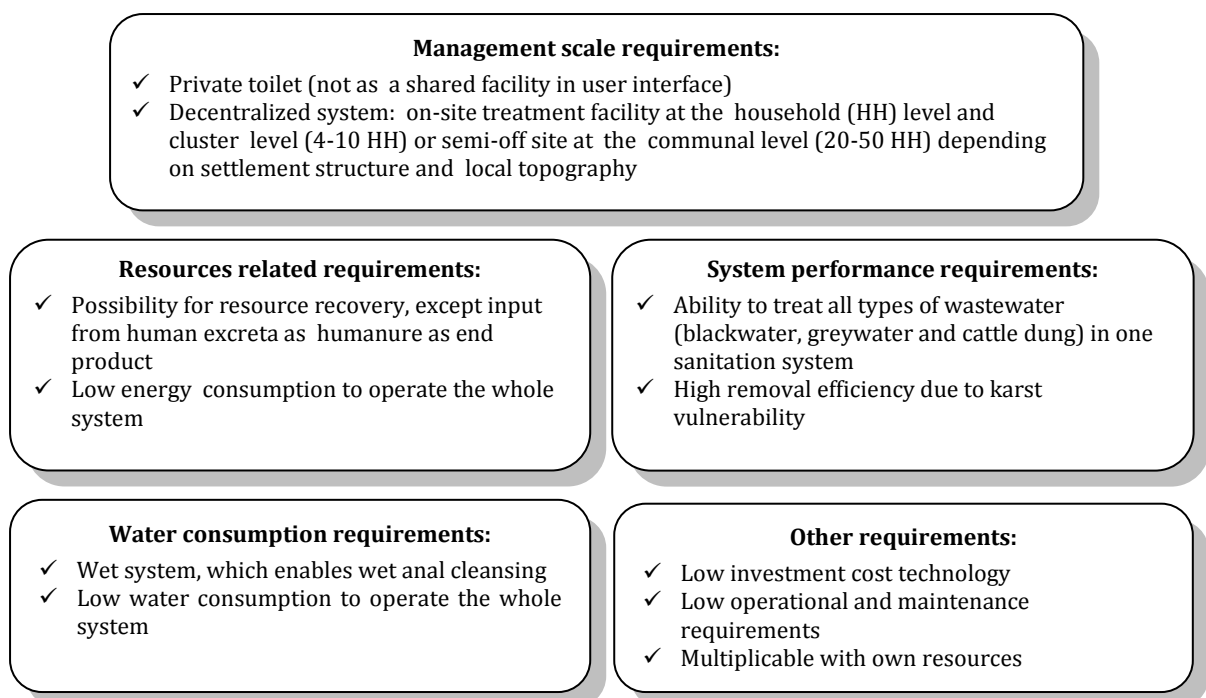 Management scale requirements:
✓ Private toilet (not as a shared facility in user interface)
✓ Decentralized system: on-site treatment facility at the household (HH) level and
cluster level (4-10 HH) or semi-off site at the communal level (20-50 HH) depending
on settlement structure and local topography
Resources related requirements:
✓ Possibility for resource recovery, except input
from human excreta as humanure as end
product
✓ Low energy consumption to operate the whole
system
System performance requirements:
✓ Ability to treat all types of wastewater
(blackwater, greywater and cattle dung) in one
sanitation system
✓ High removal efficiency due to karst
vulnerability
Water consumption requirements:
✓ Wet system, which enables wet anal cleansing
✓ Low water consumption to operate the whole
system
Other requirements:
✓ Low investment cost technology
✓ Low operational and maintenance
requirements
✓ Multiplicable with own resources